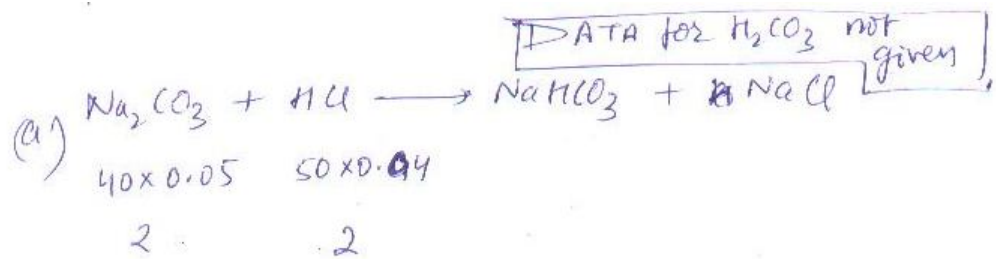 DATA for H₂CO₃ not
given
(a) Na₂CO₃ + HCl ⟶ NaHCO₃ + NaCl
40×0.05 50×0.04
2 . . 2